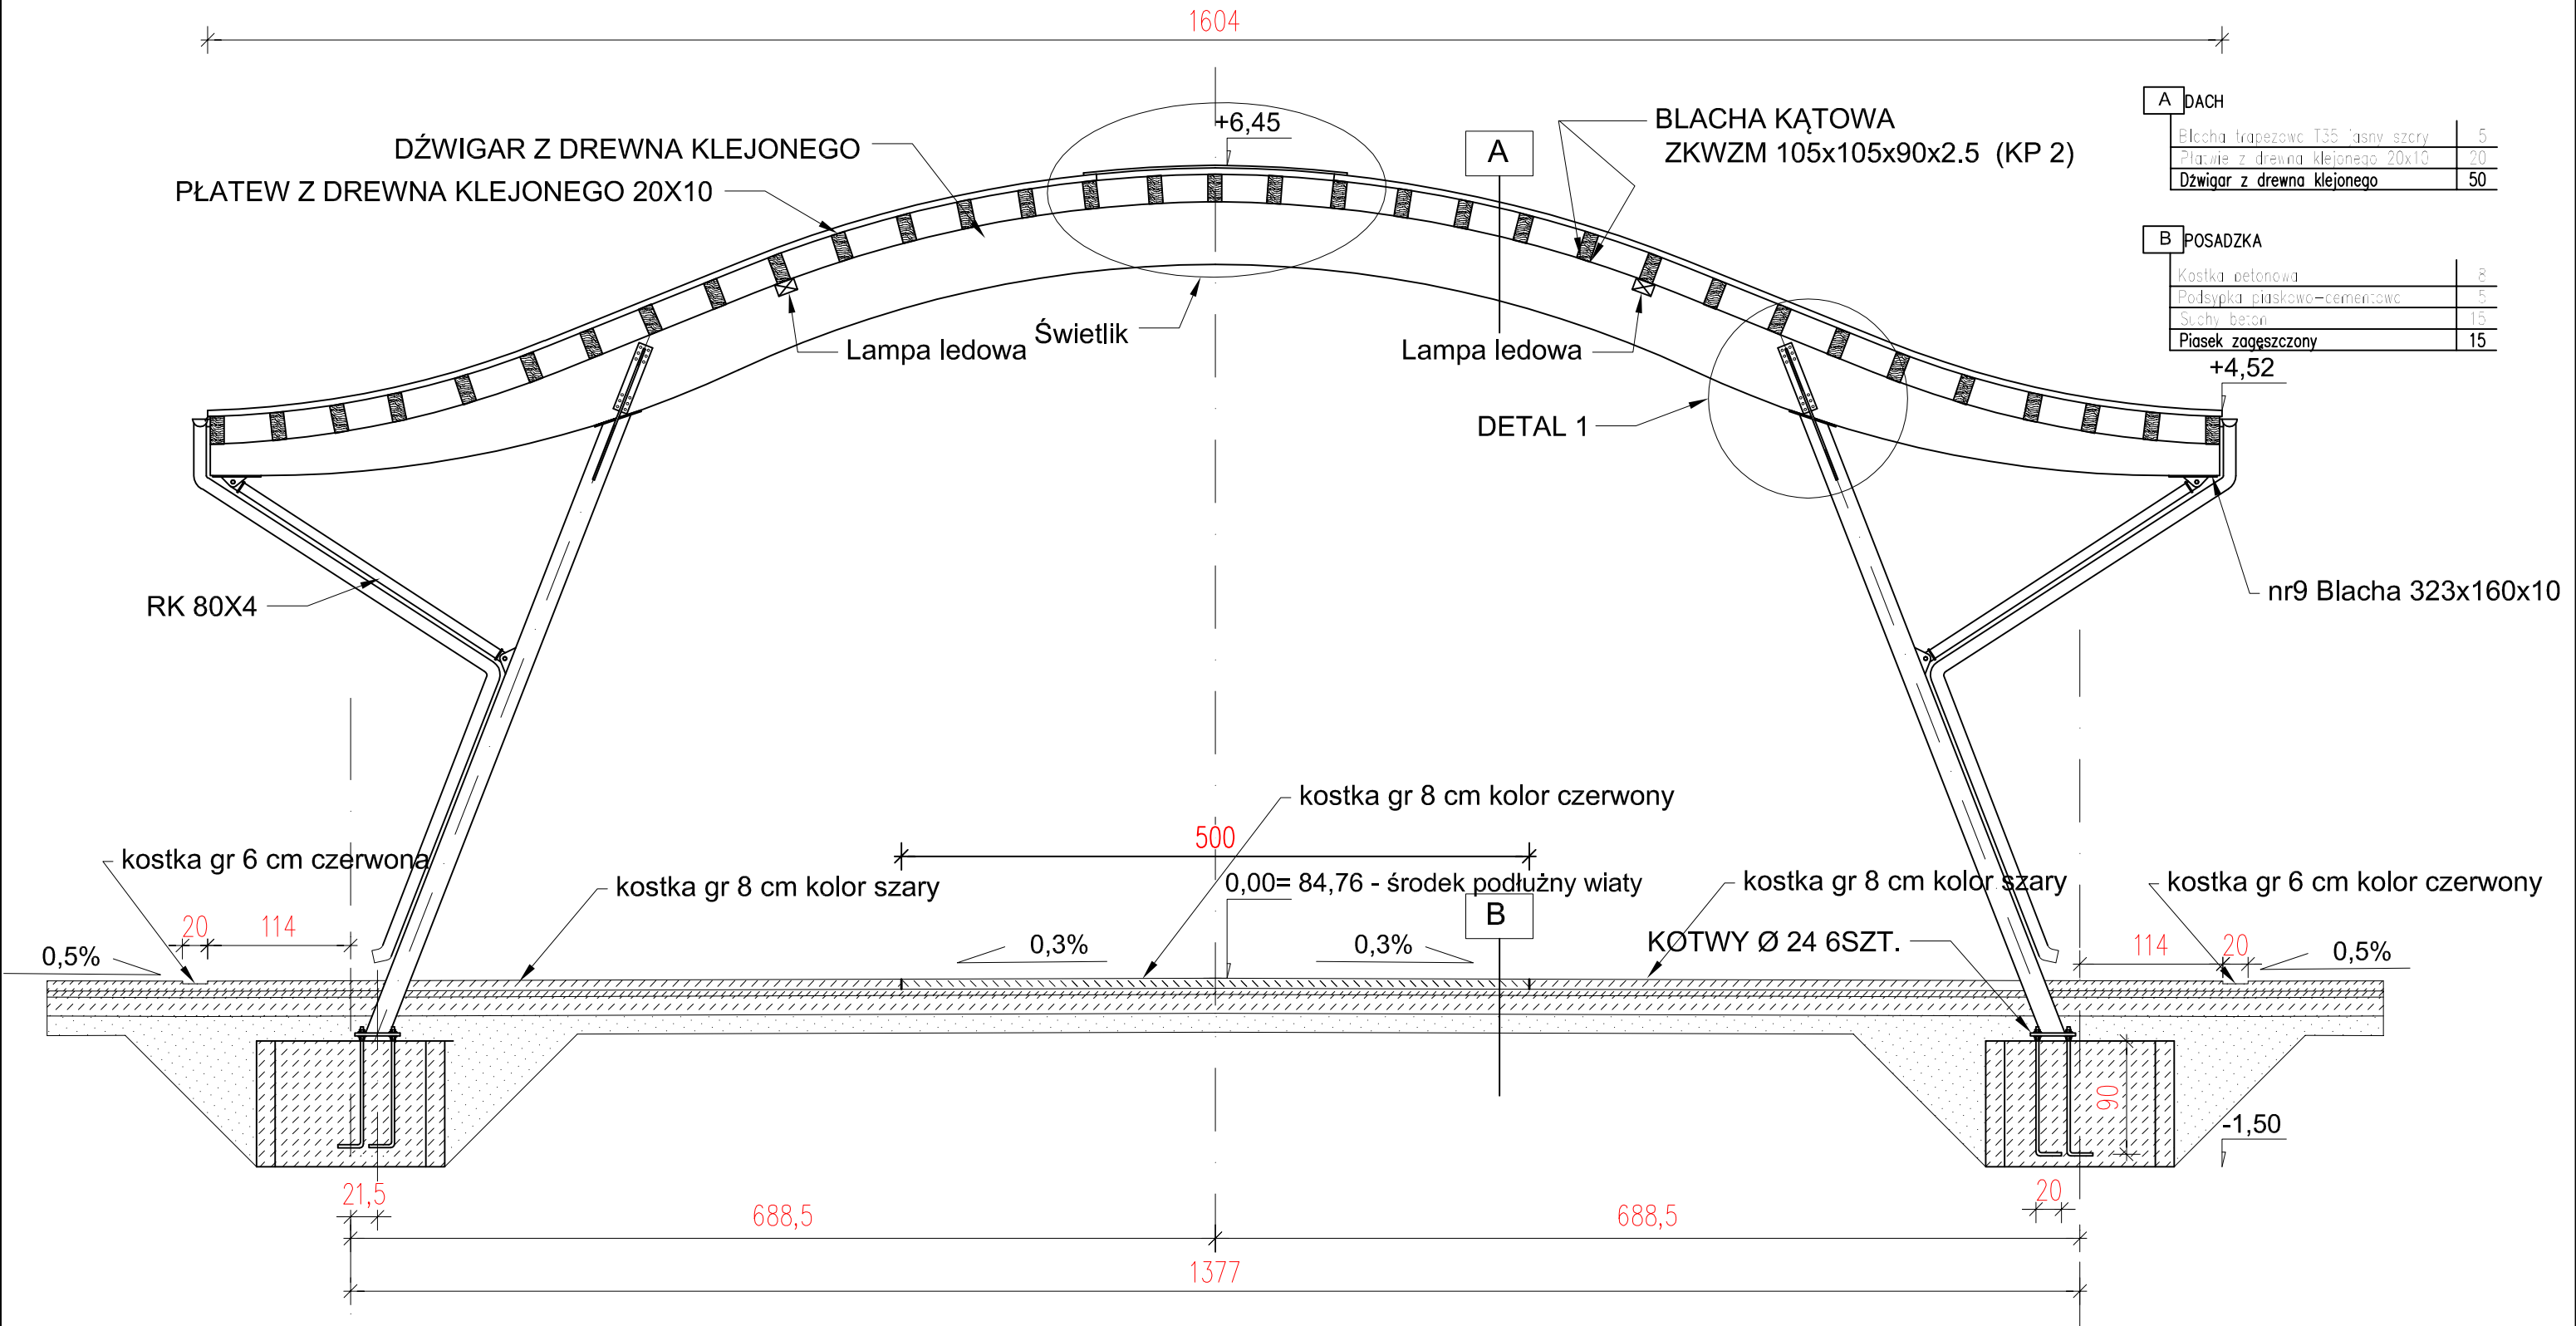 1604
+6,45
DŹWIGAR Z DREWNA KLEJONEGO
PŁATEW Z DREWNA KLEJONEGO 20X10
BLACHA KĄTOWA
ZKWZM 105x105x90x2.5 (KP 2)
A
A DACH
Blacha trapezowa T35 jasny szary 5
Płatwie z drewna klejonego 20x10 20
Dźwigar z drewna klejonego 50
B POSADZKA
Kostka betonowa 8
Podsypka piaskowo-cementowa 5
Suchy beton 15
Piasek zagęszczony 15
+4,52
Lampa ledowa
Świetlik
Lampa ledowa
DETAL 1
RK 80X4
nr9 Blacha 323x160x10
kostka gr 8 cm kolor czerwony
500
kostka gr 6 cm czerwona
kostka gr 8 cm kolor szary
0,00= 84,76 - środek podłużny wiaty
kostka gr 8 cm kolor szary
kostka gr 6 cm kolor czerwony
B
20
114
0,5%
0,3%
0,3%
KOTWY Ø 24 6SZT.
114
20
0,5%
90
-1,50
21,5
688,5
688,5
20
1377